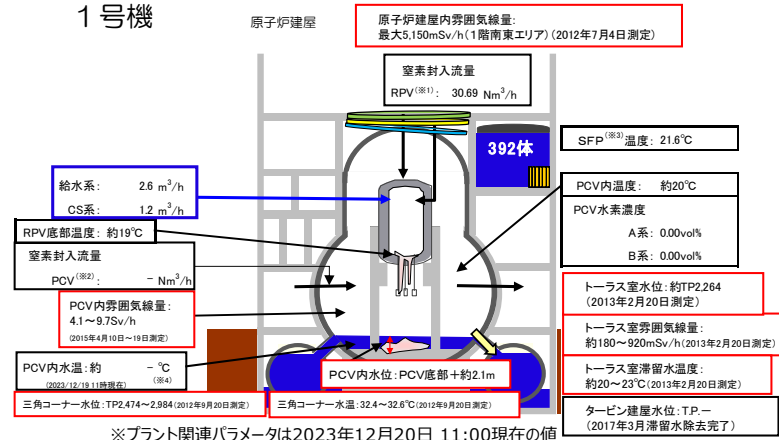 1号機
原子炉建屋
原子炉建屋内雰囲気線量:
最大5,150mSv/h(1階南東エリア)(2012年7月4日測定)
窒素封入流量
RPV(※1): 30.69 Nm³/h
392体
SFP(※3)温度: 21.6℃
給水系: 2.6 m³/h
CS系: 1.2 m³/h
PCV内温度: 約20℃
PCV水素濃度
A系: 0.00vol%
B系: 0.00vol%
RPV底部温度: 約19℃
窒素封入流量
PCV(※2): − Nm³/h
PCV内雰囲気線量:
4.1~9.7Sv/h
(2015年4月10日~19日測定)
トーラス室水位:約TP2,264
(2013年2月20日測定)
トーラス室雰囲気線量:
約180~920mSv/h(2013年2月20日測定)
PCV内水温:約 − ℃
(2023/12/19 11時現在) (※4)
PCV内水位:PCV底部+約2.1m
トーラス室滞留水温度:
約20~23℃(2013年2月20日測定)
三角コーナー水位:TP2,474~2,984(2012年9月20日測定)
三角コーナー水温:32.4~32.6℃(2012年9月20日測定)
タービン建屋水位:T.P.−
(2017年3月滞留水除去完了)
※プラント関連パラメータは2023年12月20日 11:00現在の値